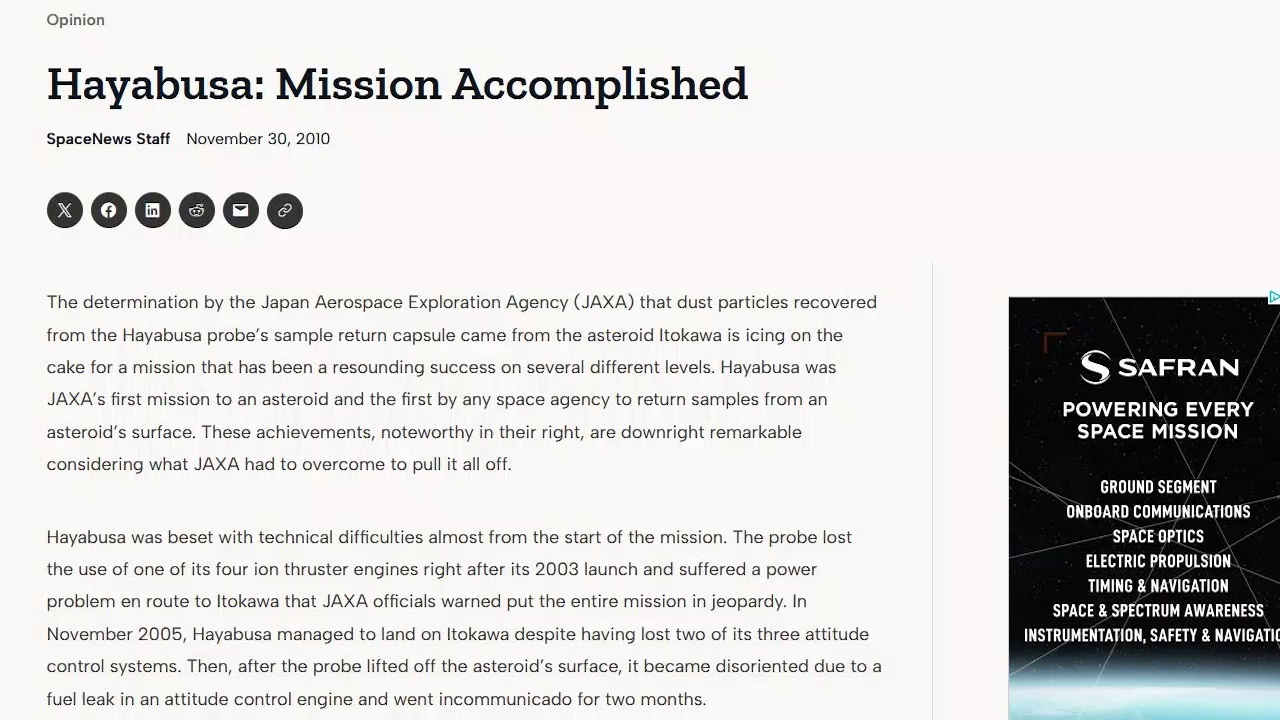 Opinion
Hayabusa: Mission Accomplished
SpaceNews Staff November 30, 2010
The determination by the Japan Aerospace Exploration Agency (JAXA) that dust particles recovered
from the Hayabusa probe’s sample return capsule came from the asteroid Itokawa is icing on the
cake for a mission that has been a resounding success on several different levels. Hayabusa was
JAXA’s first mission to an asteroid and the first by any space agency to return samples from an
asteroid’s surface. These achievements, noteworthy in their right, are downright remarkable
considering what JAXA had to overcome to pull it all off.
Hayabusa was beset with technical difficulties almost from the start of the mission. The probe lost
the use of one of its four ion thruster engines right after its 2003 launch and suffered a power
problem en route to Itokawa that JAXA officials warned put the entire mission in jeopardy. In
November 2005, Hayabusa managed to land on Itokawa despite having lost two of its three attitude
control systems. Then, after the probe lifted off the asteroid’s surface, it became disoriented due to a
fuel leak in an attitude control engine and went incommunicado for two months.
SAFRAN
POWERING EVERY
SPACE MISSION
GROUND SEGMENT
ONBOARD COMMUNICATIONS
SPACE OPTICS
ELECTRIC PROPULSION
TIMING & NAVIGATION
SPACE & SPECTRUM AWARENESS
INSTRUMENTATION, SAFETY &